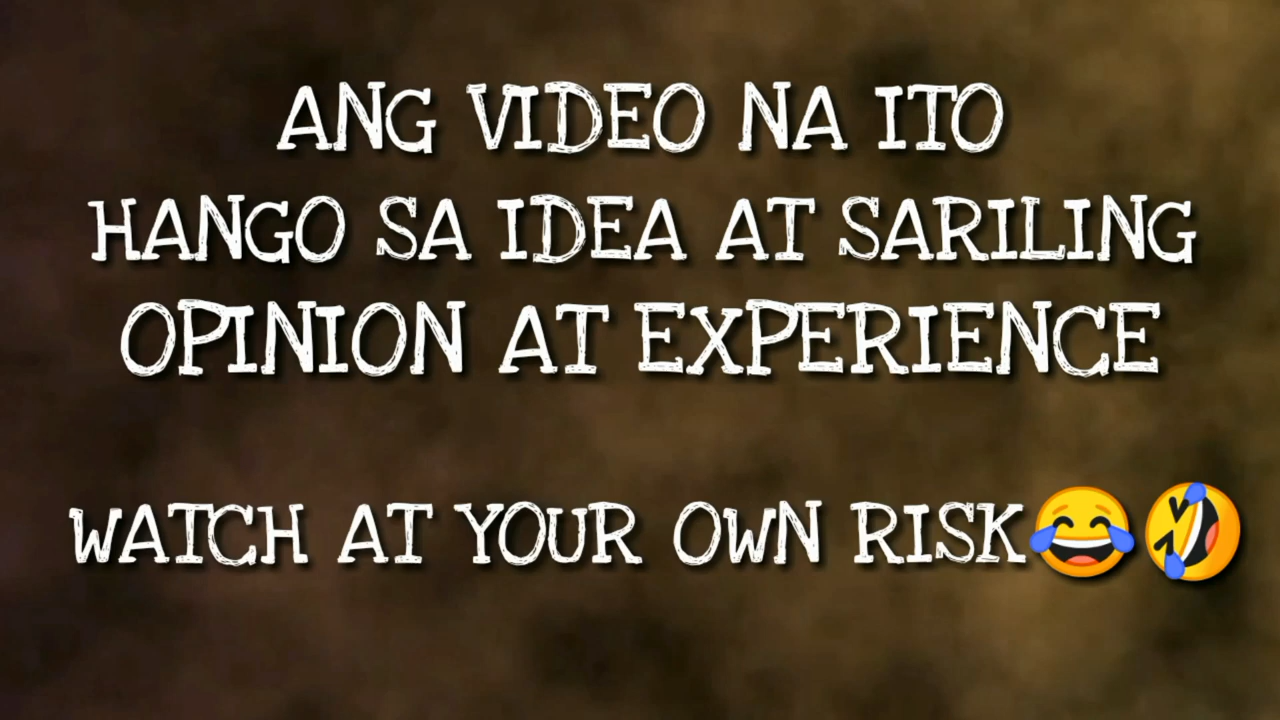 ANG VIDEO NA ITO
HANGO SA IDEA AT SARILING
OPINION AT EXPERIENCE
WATCH AT YOUR OWN RISK😂🤣